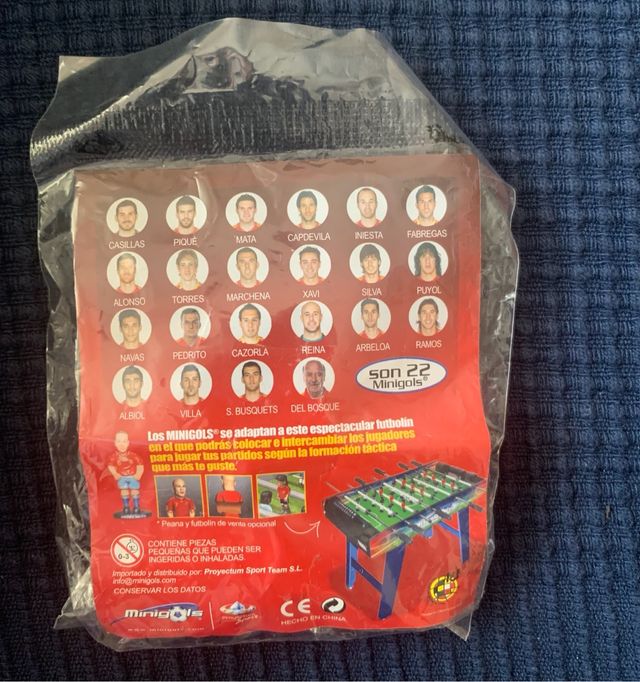 CASILLAS PIQUÉ MATA CAPDEVILA INIESTA FABREGAS
ALONSO TORRES MARCHENA XAVI SILVA PUYOL
NAVAS PEDRITO CAZORLA REINA ARBELOA RAMOS
ALBIOL VILLA S. BUSQUETS DEL BOSQUE
son 22
Minigols®
Los MINIGOLS® se adaptan a este espectacular futbolín
en el que podrás colocar e intercambiar los jugadores
para jugar tus partidos según la formación táctica
que más te guste.
* Peana y futbolín de venta opcional
0-3
CONTIENE PIEZAS
PEQUEÑAS QUE PUEDEN SER
INGERIDAS O INHALADAS.
Importado y distribuido por: Proyectum Sport Team S.L.
info@minigols.com
CONSERVAR LOS DATOS
Minigols
www.minigols.com
CE
HECHO EN CHINA